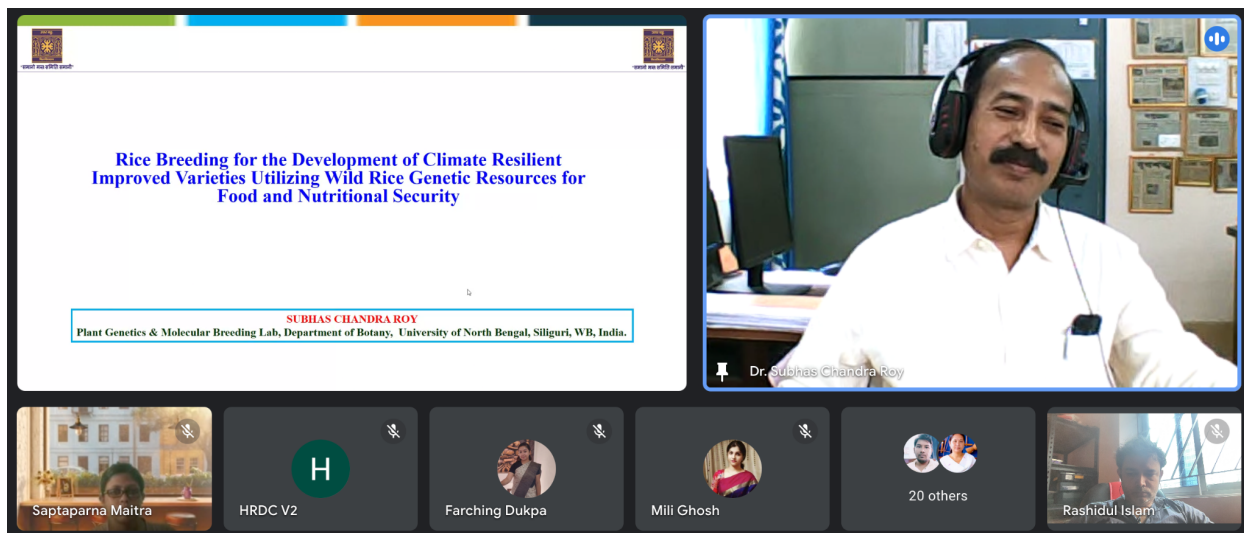 Rice Breeding for the Development of Climate Resilient
Improved Varieties Utilizing Wild Rice Genetic Resources for
Food and Nutritional Security
SUBHAS CHANDRA ROY
Plant Genetics & Molecular Breeding Lab, Department of Botany, University of North Bengal, Siliguri, WB, India.
Dr. Subhas Chandra Roy
Saptaparna Maitra
H
HRDC V2
Farching Dukpa
Mili Ghosh
20 others
Rashidul Islam